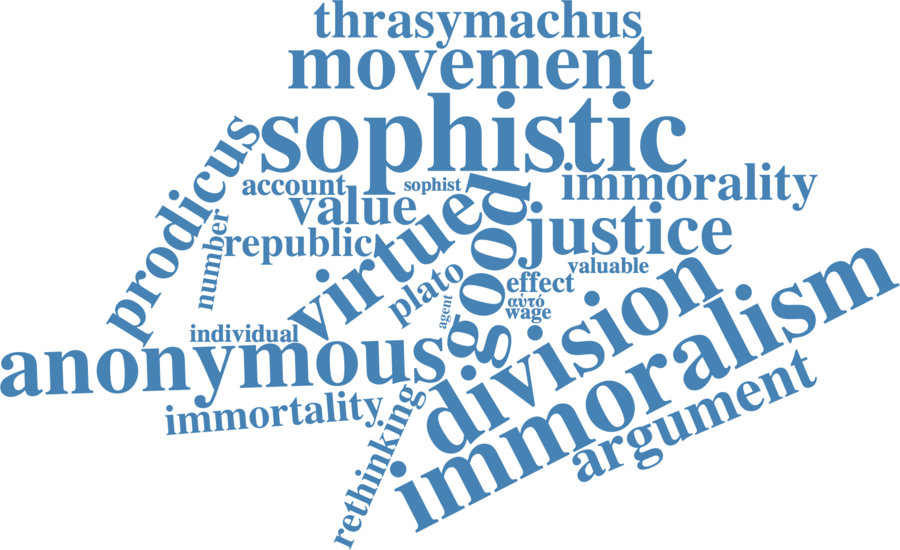 thrasymachus
movement
sophistic
prodicus
account
sophist
immorality
value
virtue
good
justice
number
republic
plato
valuable
effect
αὐτό
wage
agent
division
individual
anonymous
immoralism
immortality
rethinking
argument